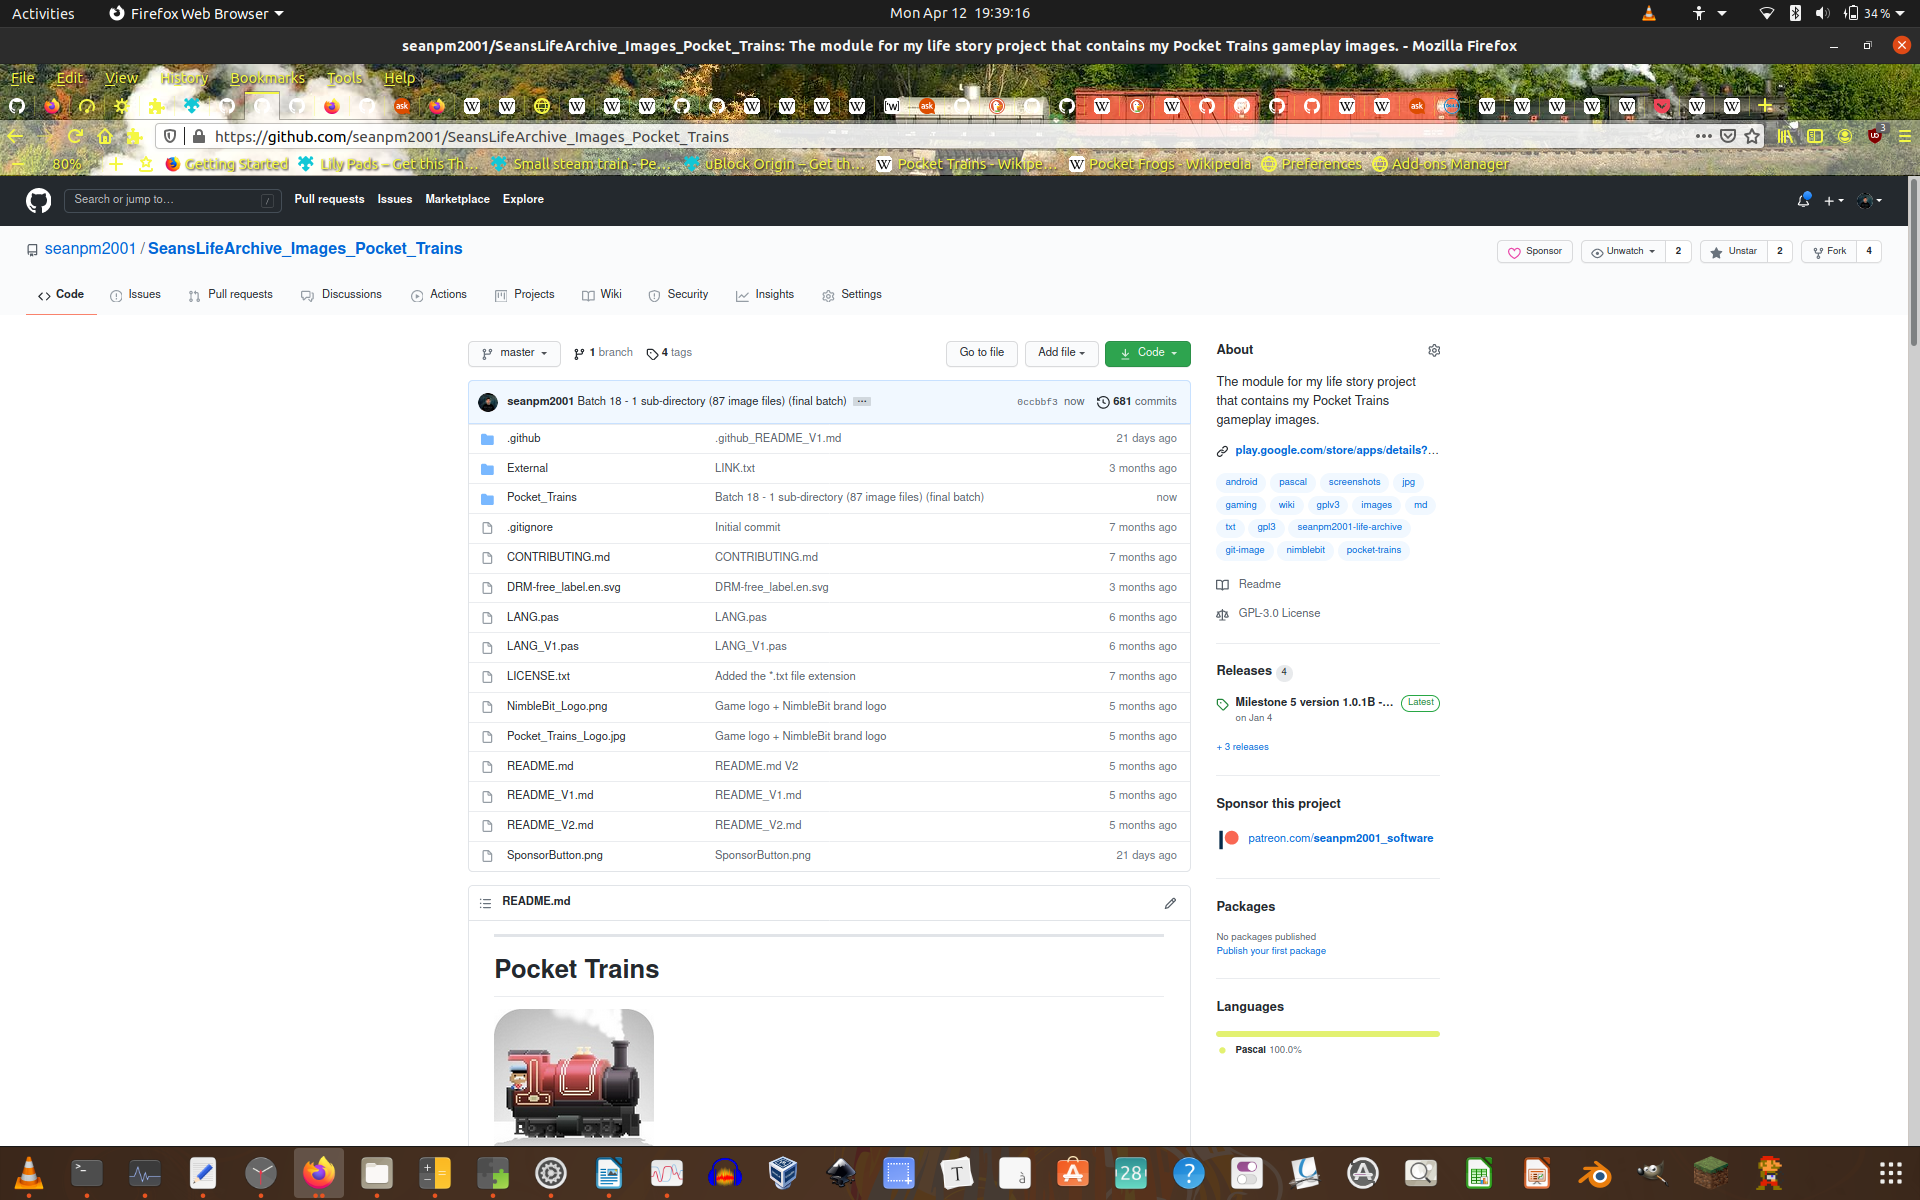 Activities Firefox Web Browser Mon Apr 12 19:39:16 34 %
seanpm2001/SeansLifeArchive_Images_Pocket_Trains: The module for my life story project that contains my Pocket Trains gameplay images. - Mozilla Firefox
File Edit View History Bookmarks Tools Help
https://github.com/seanpm2001/SeansLifeArchive_Images_Pocket_Trains
80% Getting Started Lily Pads – Get this Th… Small steam train - Pe… uBlock Origin – Get th… Pocket Trains - Wikipe… Pocket Frogs - Wikipedia Preferences Add-ons Manager
Search or jump to… / Pull requests Issues Marketplace Explore
seanpm2001 / SeansLifeArchive_Images_Pocket_Trains Sponsor Unwatch 2 Unstar 2 Fork 4
Code Issues Pull requests Discussions Actions Projects Wiki Security Insights Settings
master 1 branch 4 tags Go to file Add file Code
seanpm2001 Batch 18 - 1 sub-directory (87 image files) (final batch) ... 0ccbbf3 now 681 commits
.github .github_README_V1.md 21 days ago
External LINK.txt 3 months ago
Pocket_Trains Batch 18 - 1 sub-directory (87 image files) (final batch) now
.gitignore Initial commit 7 months ago
CONTRIBUTING.md CONTRIBUTING.md 7 months ago
DRM-free_label.en.svg DRM-free_label.en.svg 3 months ago
LANG.pas LANG.pas 6 months ago
LANG_V1.pas LANG_V1.pas 6 months ago
LICENSE.txt Added the *.txt file extension 7 months ago
NimbleBit_Logo.png Game logo + NimbleBit brand logo 5 months ago
Pocket_Trains_Logo.jpg Game logo + NimbleBit brand logo 5 months ago
README.md README.md V2 5 months ago
README_V1.md README_V1.md 5 months ago
README_V2.md README_V2.md 5 months ago
SponsorButton.png SponsorButton.png 21 days ago
README.md
Pocket Trains
About
The module for my life story project
that contains my Pocket Trains
gameplay images.
play.google.com/store/apps/details?…
android pascal screenshots jpg
gaming wiki gplv3 images md
txt gpl3 seanpm2001-life-archive
git-image nimblebit pocket-trains
Readme
GPL-3.0 License
Releases 4
Milestone 5 version 1.0.1B -… Latest
on Jan 4
+ 3 releases
Sponsor this project
patreon.com/seanpm2001_software
Packages
No packages published
Publish your first package
Languages
Pascal 100.0%